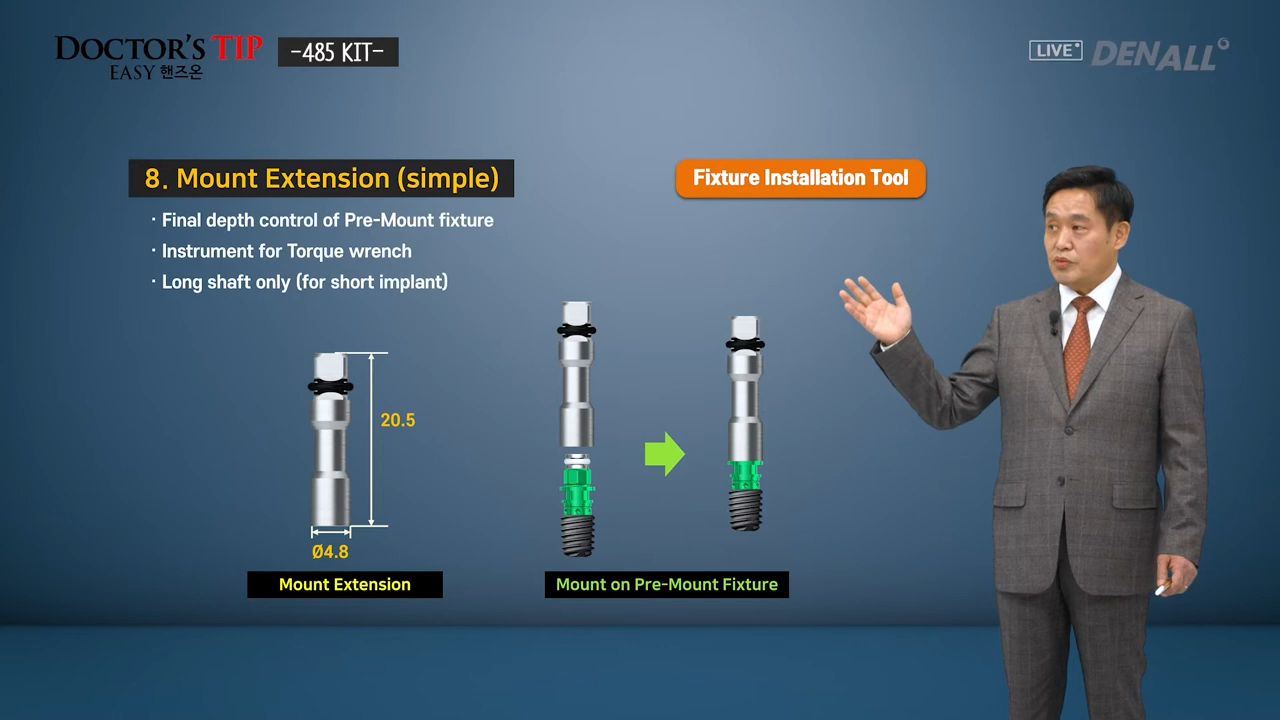 DOCTOR'S TIP
EASY 핸즈온
-485 KIT-
LIVE
DENALL
8. Mount Extension (simple)
Fixture Installation Tool
· Final depth control of Pre-Mount fixture
· Instrument for Torque wrench
· Long shaft only (for short implant)
20.5
Ø4.8
Mount Extension
Mount on Pre-Mount Fixture